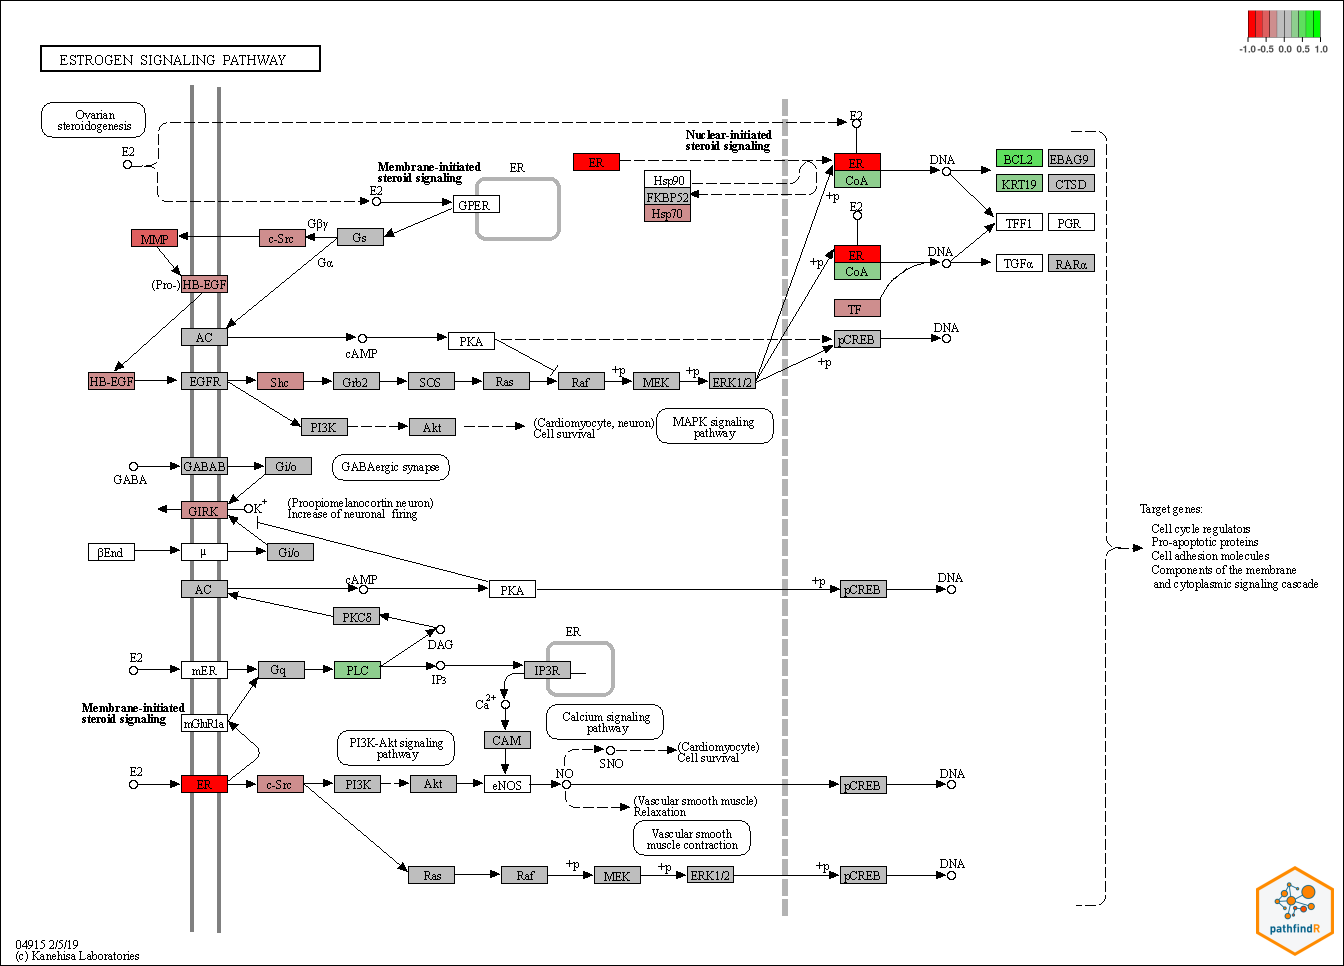 -1.0 -0.5 0.0 0.5 1.0
ESTROGEN SIGNALING PATHWAY
Ovarian
steroidogenesis
E2
Membrane-initiated
steroid signaling
E2
GPER
ER
ER
Nuclear-initiated
steroid signaling
Hsp90
FKBP52
Hsp70
E2
ER
CoA
+p
DNA
BCL2
EBAG9
KRT19
CTSD
TFF1
PGR
E2
ER
CoA
+p
DNA
TGFα
RARα
TF
MMP
c-Src
Gβγ
Gs
Gα
(Pro-)
HB-EGF
AC
cAMP
PKA
pCREB
DNA
+p
HB-EGF
EGFR
Shc
Grb2
SOS
Ras
Raf
+p
MEK
+p
ERK1/2
PI3K
Akt
(Cardiomyocyte, neuron)
Cell survival
MAPK signaling
pathway
GABA
GABAB
Gi/o
GABAergic synapse
GIRK
K+
(Proopiomelanocortin neuron)
Increase of neuronal firing
βEnd
μ
Gi/o
Target genes:
Cell cycle regulators
Pro-apoptotic proteins
Cell adhesion molecules
Components of the membrane
and cytoplasmic signaling cascade
AC
cAMP
PKA
+p
pCREB
DNA
PKCδ
DAG
E2
mER
Gq
PLC
IP3
IP3R
ER
Ca2+
Membrane-initiated
steroid signaling
mGluR1a
CAM
Calcium signaling
pathway
PI3K-Akt signaling
pathway
(Cardiomyocyte)
Cell survival
SNO
E2
ER
c-Src
PI3K
Akt
eNOS
NO
pCREB
DNA
(Vascular smooth muscle)
Relaxation
Vascular smooth
muscle contraction
Ras
Raf
+p
MEK
+p
ERK1/2
+p
pCREB
DNA
04915 2/5/19
(c) Kanehisa Laboratories
pathfindR